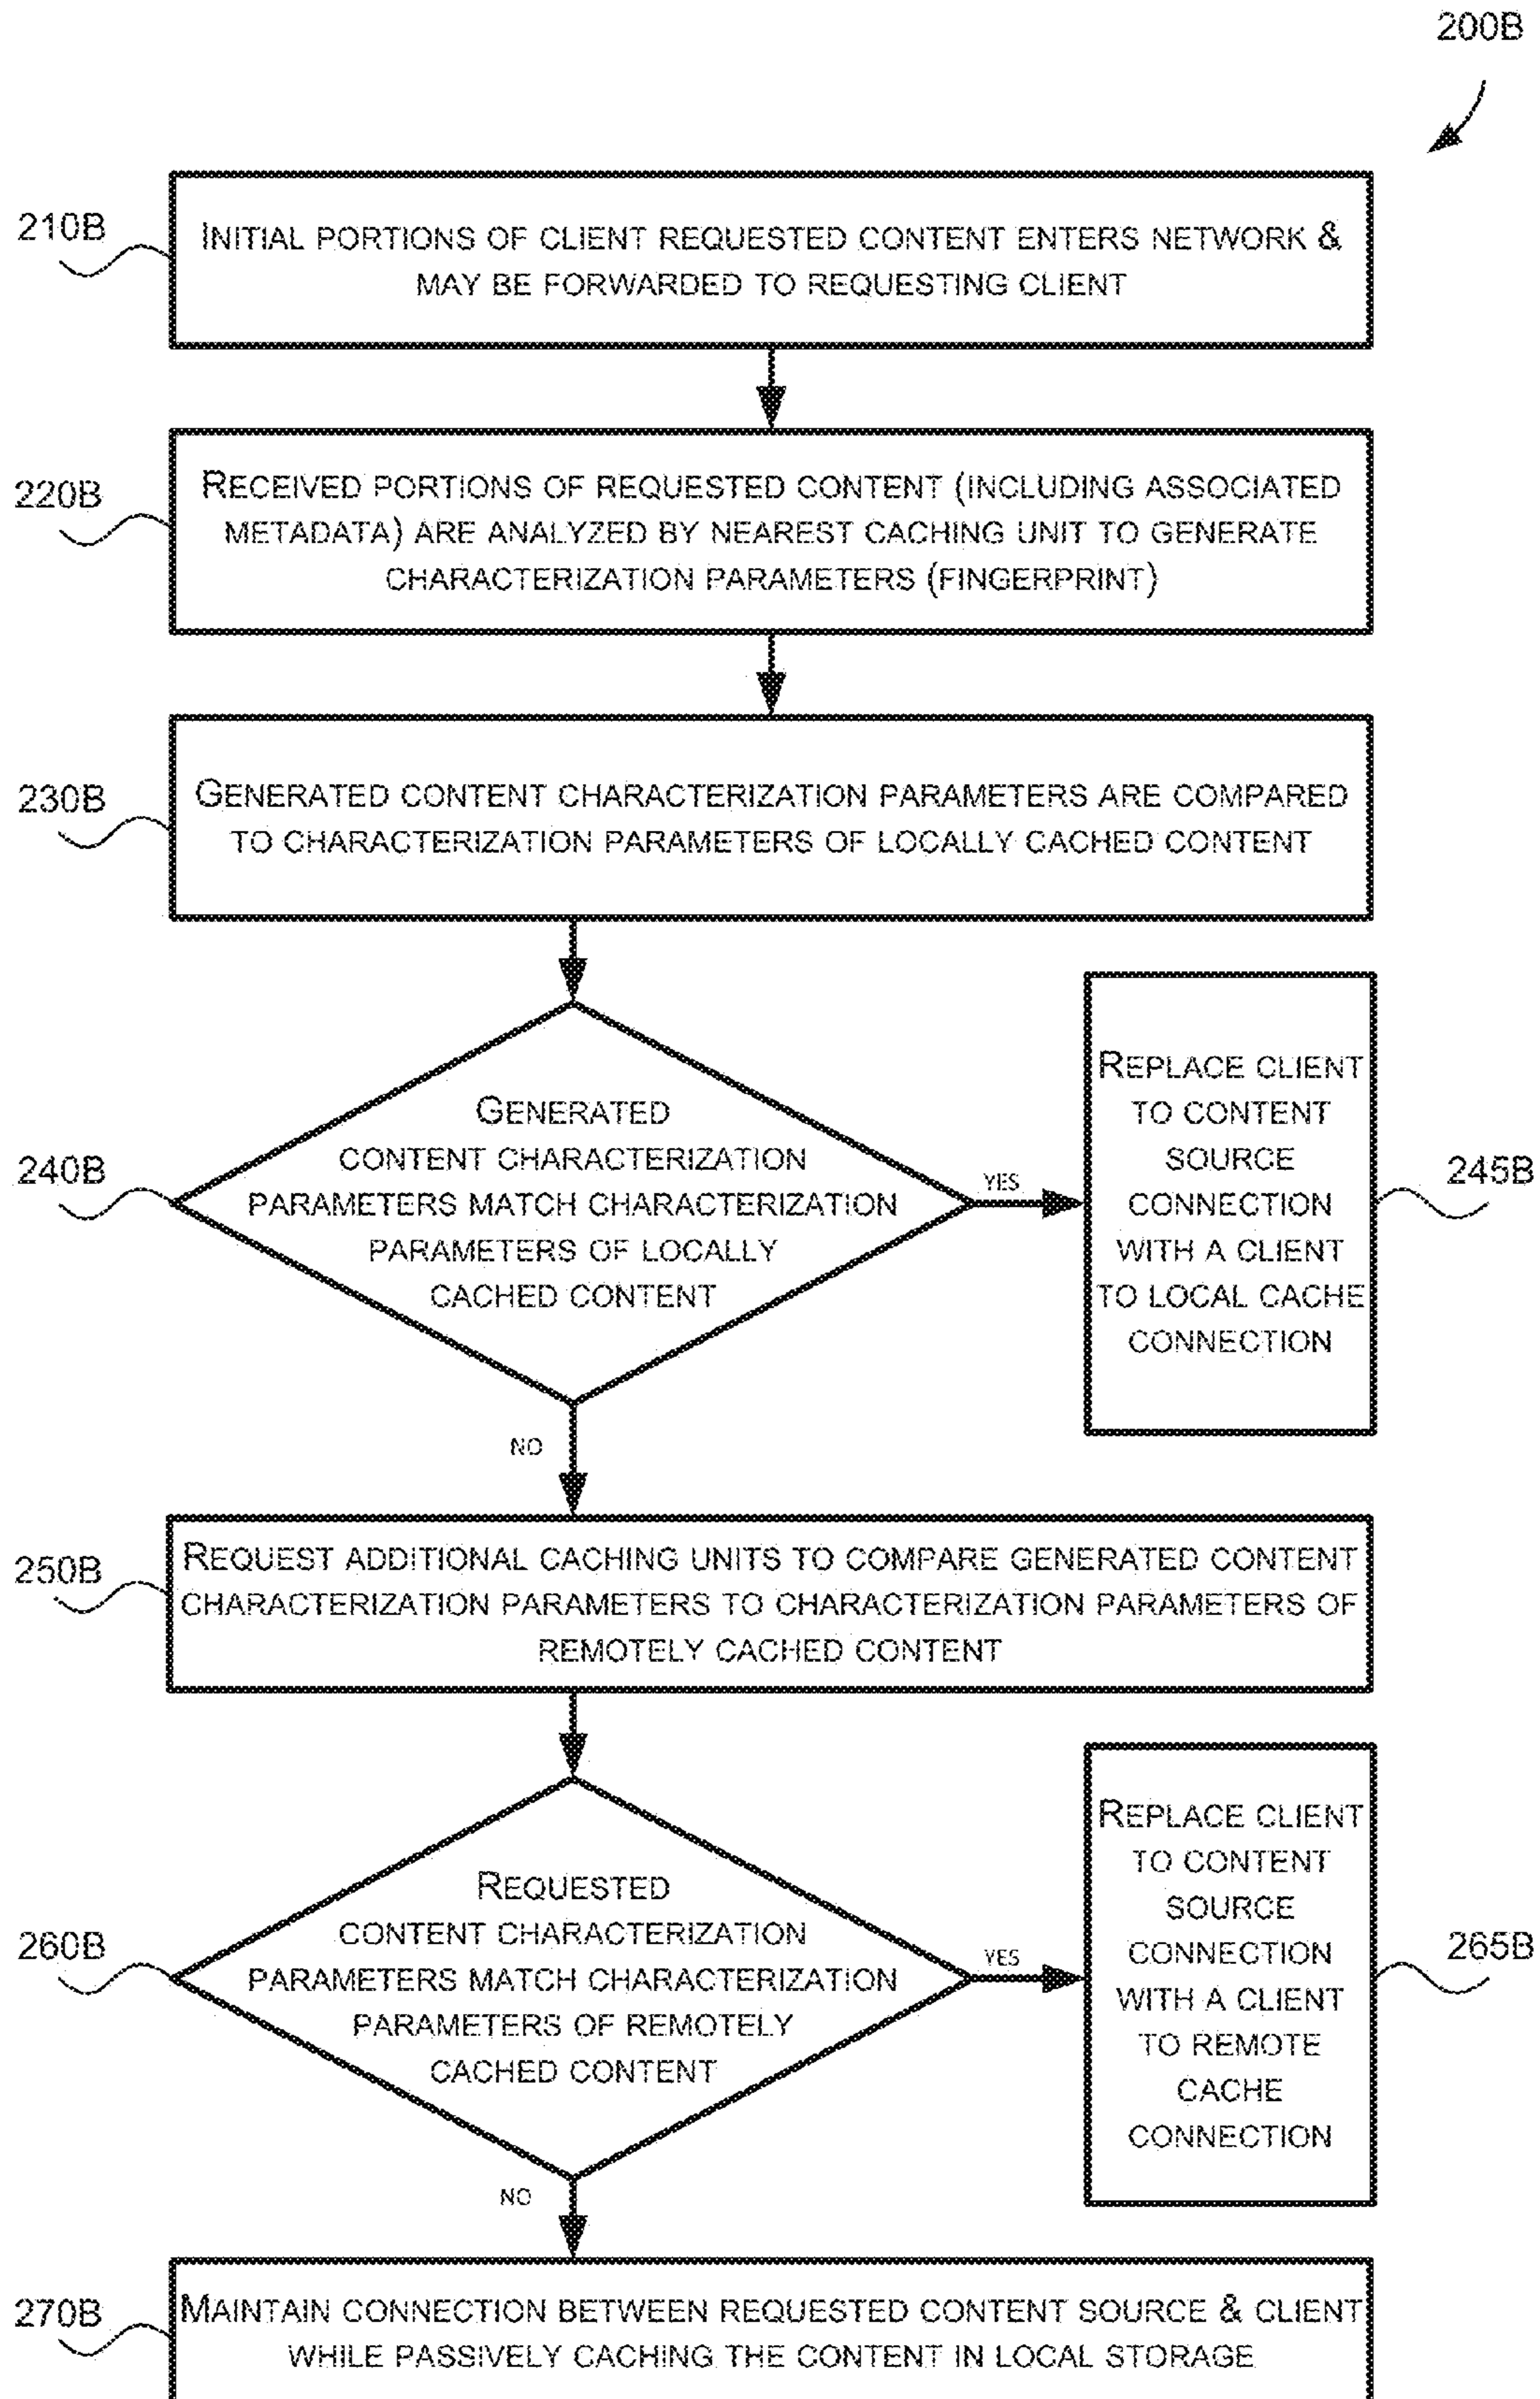 200B
210B
INITIAL PORTIONS OF CLIENT REQUESTED CONTENT ENTERS NETWORK &
MAY BE FORWARDED TO REQUESTING CLIENT
220B
RECEIVED PORTIONS OF REQUESTED CONTENT (INCLUDING ASSOCIATED
METADATA) ARE ANALYZED BY NEAREST CACHING UNIT TO GENERATE
CHARACTERIZATION PARAMETERS (FINGERPRINT)
230B
GENERATED CONTENT CHARACTERIZATION PARAMETERS ARE COMPARED
TO CHARACTERIZATION PARAMETERS OF LOCALLY CACHED CONTENT
240B
GENERATED
CONTENT CHARACTERIZATION
PARAMETERS MATCH CHARACTERIZATION
PARAMETERS OF LOCALLY
CACHED CONTENT
YES
REPLACE CLIENT
TO CONTENT
SOURCE
CONNECTION
WITH A CLIENT
TO LOCAL CACHE
CONNECTION
245B
NO
250B
REQUEST ADDITIONAL CACHING UNITS TO COMPARE GENERATED CONTENT
CHARACTERIZATION PARAMETERS TO CHARACTERIZATION PARAMETERS OF
REMOTELY CACHED CONTENT
260B
REQUESTED
CONTENT CHARACTERIZATION
PARAMETERS MATCH CHARACTERIZATION
PARAMETERS OF REMOTELY
CACHED CONTENT
YES
REPLACE CLIENT
TO CONTENT
SOURCE
CONNECTION
WITH A CLIENT
TO REMOTE
CACHE
CONNECTION
265B
NO
270B
MAINTAIN CONNECTION BETWEEN REQUESTED CONTENT SOURCE & CLIENT
WHILE PASSIVELY CACHING THE CONTENT IN LOCAL STORAGE